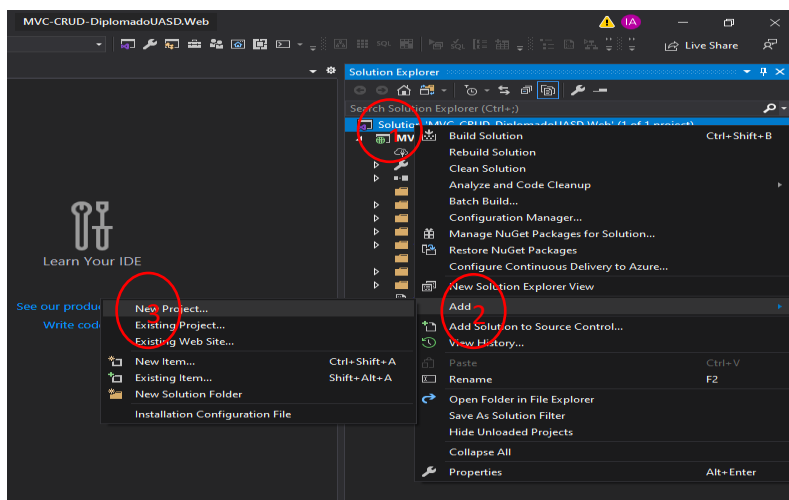 MVC-CRUD-DiplomadoUASD.Web
IA
Live Share
Solution Explorer
Search Solution Explorer (Ctrl+;)
Solution 'MVC-CRUD-DiplomadoUASD.Web' (1 of 1 project)
MV
1
Build Solution Ctrl+Shift+B
Rebuild Solution
Clean Solution
Analyze and Code Cleanup
Batch Build...
Configuration Manager...
Manage NuGet Packages for Solution...
Restore NuGet Packages
Configure Continuous Delivery to Azure...
New Solution Explorer View
Add
2
Add Solution to Source Control...
View History...
Paste Ctrl+V
Rename F2
Open Folder in File Explorer
Save As Solution Filter
Hide Unloaded Projects
Collapse All
Properties Alt+Enter
Learn Your IDE
See our produ
Write cod
New Project...
3
Existing Project...
Existing Web Site...
New Item... Ctrl+Shift+A
Existing Item... Shift+Alt+A
New Solution Folder
Installation Configuration File